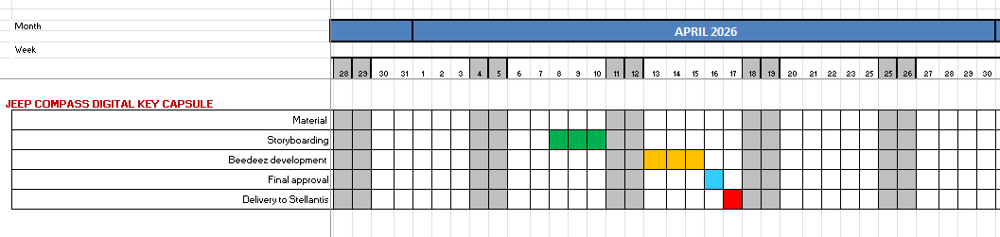 Month
APRIL 2026
Week
28 29 30 31 1 2 3 4 5 6 7 8 9 10 11 12 13 14 15 16 17 18 19 20 22 23 25 25 26 27 29 30
JEEP COMPASS DIGITAL KEY CAPSULE
Material
Storyboarding
Beedeez development
Final approval
Delivery to Stellantis